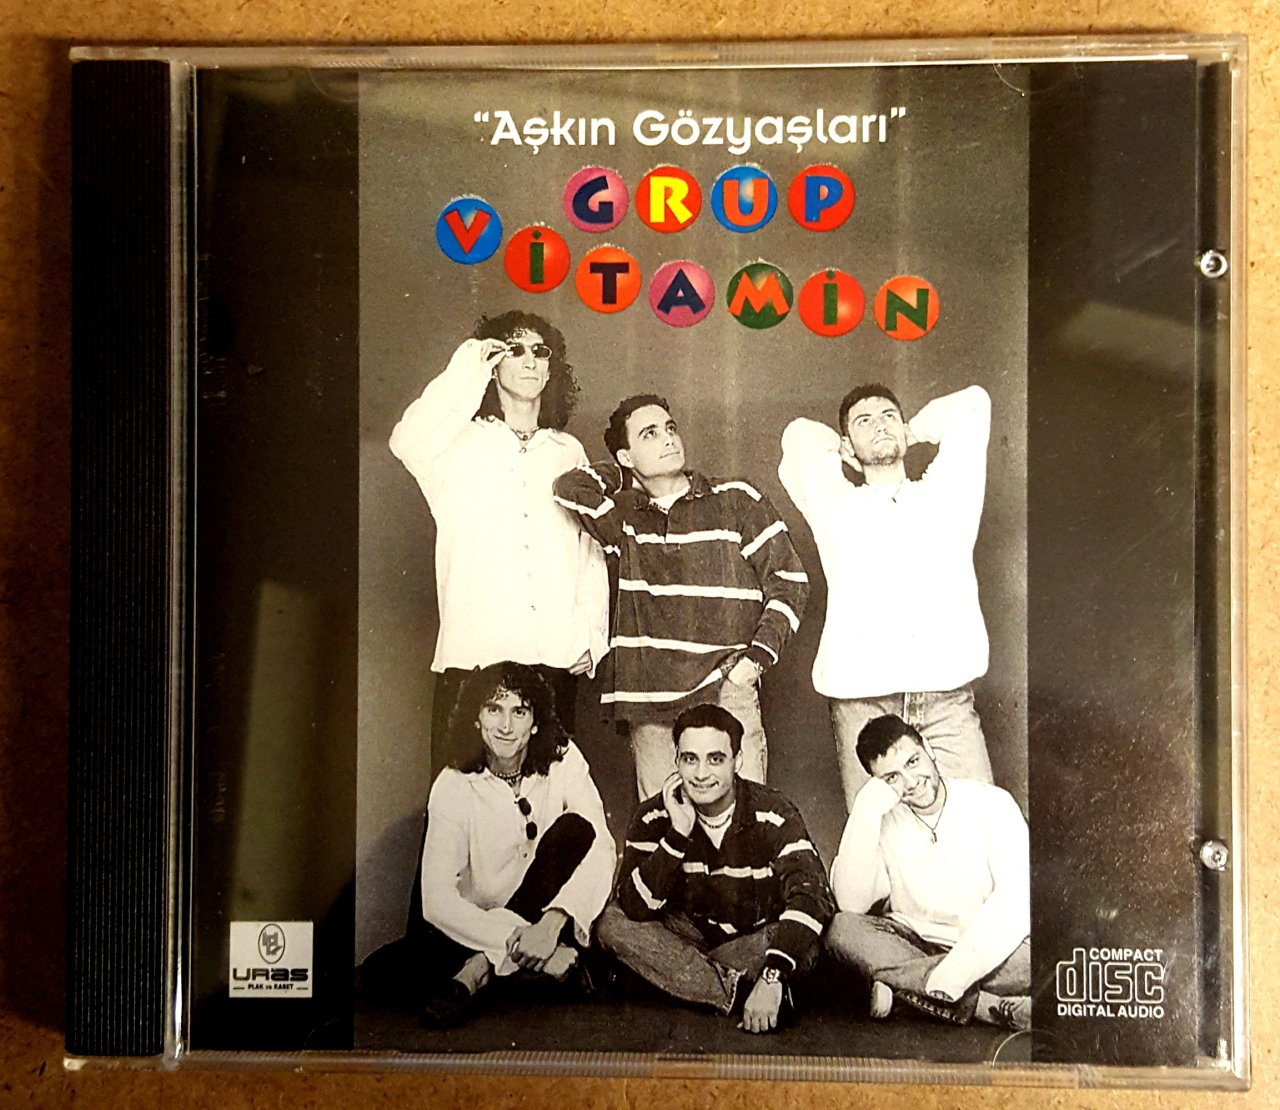 "Aşkın Gözyaşları"
GRUP
VİTAMİN
URAS
PLAK ve KASET
COMPACT
disc
DIGITAL AUDIO